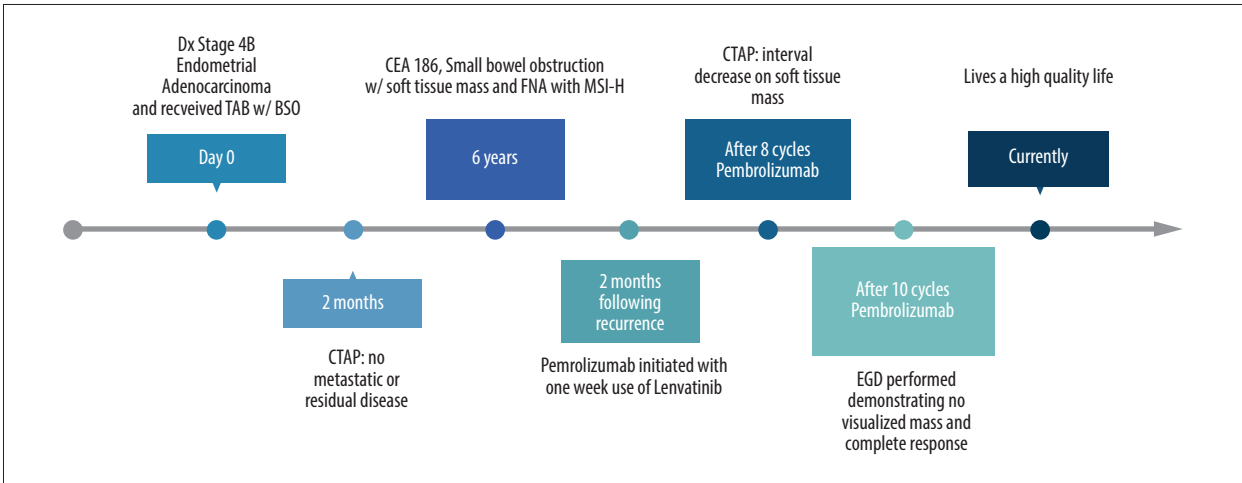 Dx Stage 4B
Endometrial
Adenocarcinoma
and recveived TAB w/ BSO
Day 0
2 months
CTAP: no
metastatic or
residual disease
CEA 186, Small bowel obstruction
w/ soft tissue mass and FNA with MSI-H
6 years
2 months
following
recurrence
Pemrolizumab initiated with
one week use of Lenvatinib
CTAP: interval
decrease on soft tissue
mass
After 8 cycles
Pembrolizumab
After 10 cycles
Pembrolizumab
EGD performed
demonstrating no
visualized mass and
complete response
Lives a high quality life
Currently